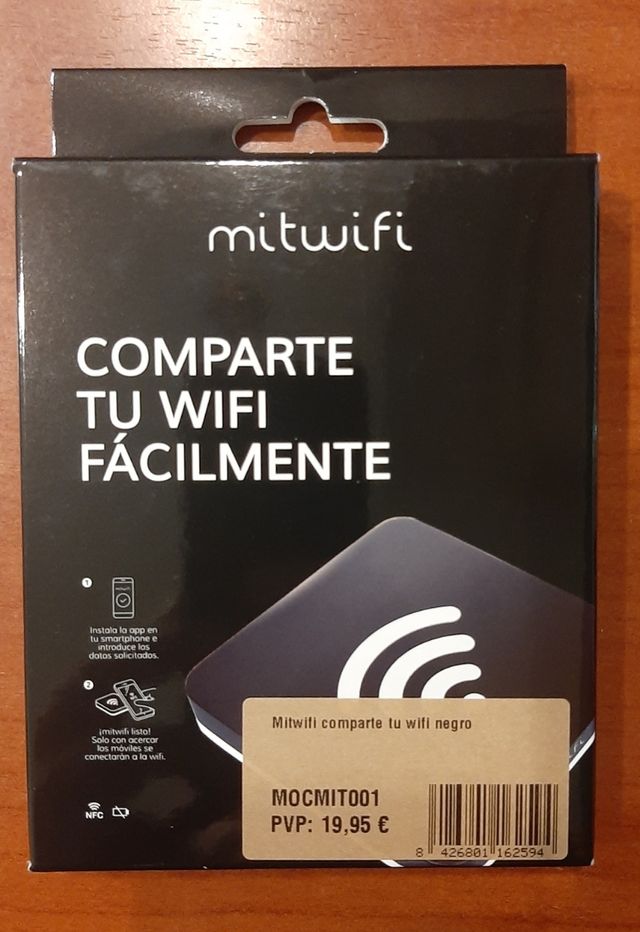 mitwifi
COMPARTE
TU WIFI
FÁCILMENTE
1
Instala la app en
tu smartphone e
introduce los
datos solicitados.
2
¡mitwifi listo!
Solo con acercar
los móviles se
conectarán a la wifi.
NFC
Mitwifi comparte tu wifi negro
MOCMIT001
PVP: 19,95 €
8 426801 162594